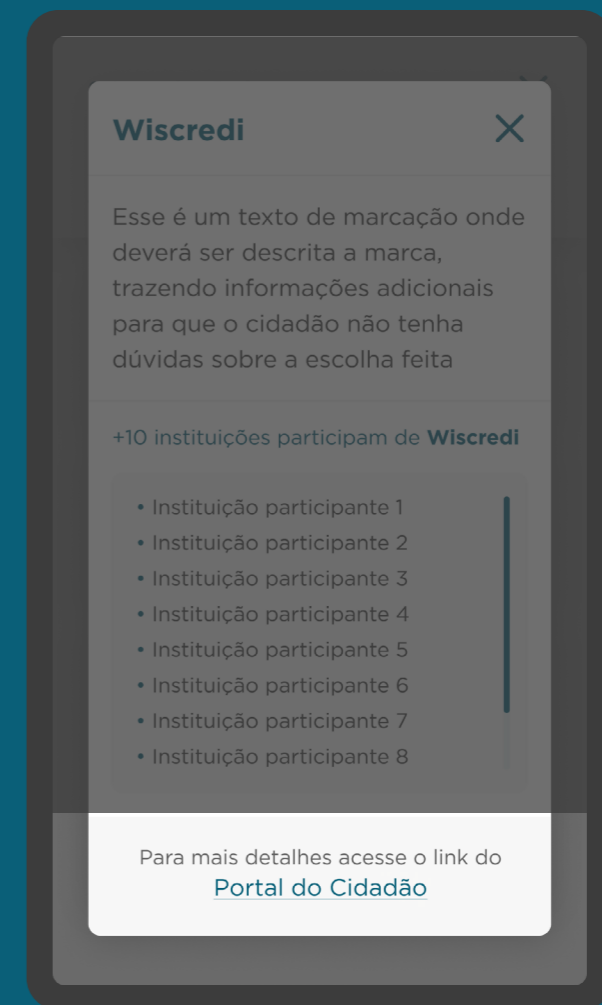 Wiscredi
Esse é um texto de marcação onde
deverá ser descrita a marca,
trazendo informações adicionais
para que o cidadão não tenha
dúvidas sobre a escolha feita
+10 instituições participam de Wiscredi
• Instituição participante 1
• Instituição participante 2
• Instituição participante 3
• Instituição participante 4
• Instituição participante 5
• Instituição participante 6
• Instituição participante 7
• Instituição participante 8
Para mais detalhes acesse o link do
Portal do Cidadão